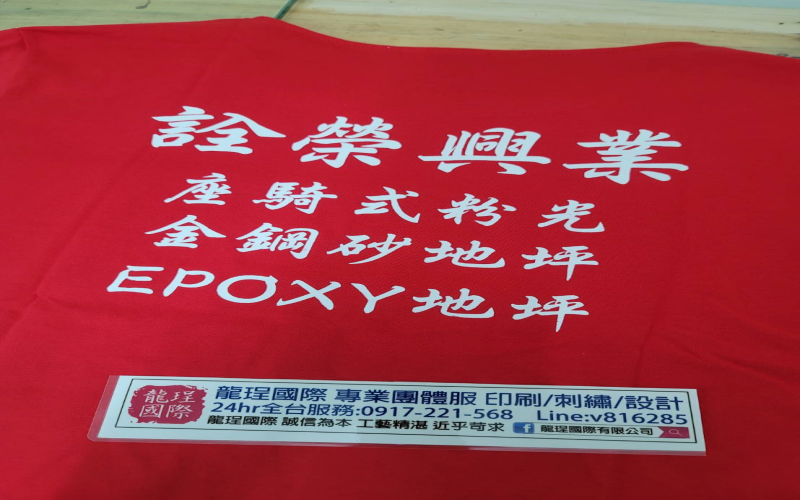 詮榮興業
座騎式粉光
金鋼砂地坪
EPOXY地坪
龍珵國際
龍珵國際 專業團體服 印刷/刺繡/設計
24hr全台服務:0917-221-568 Line:v816285
龍珵國際 誠信為本 工藝精湛 近乎苛求 f 龍珵國際有限公司